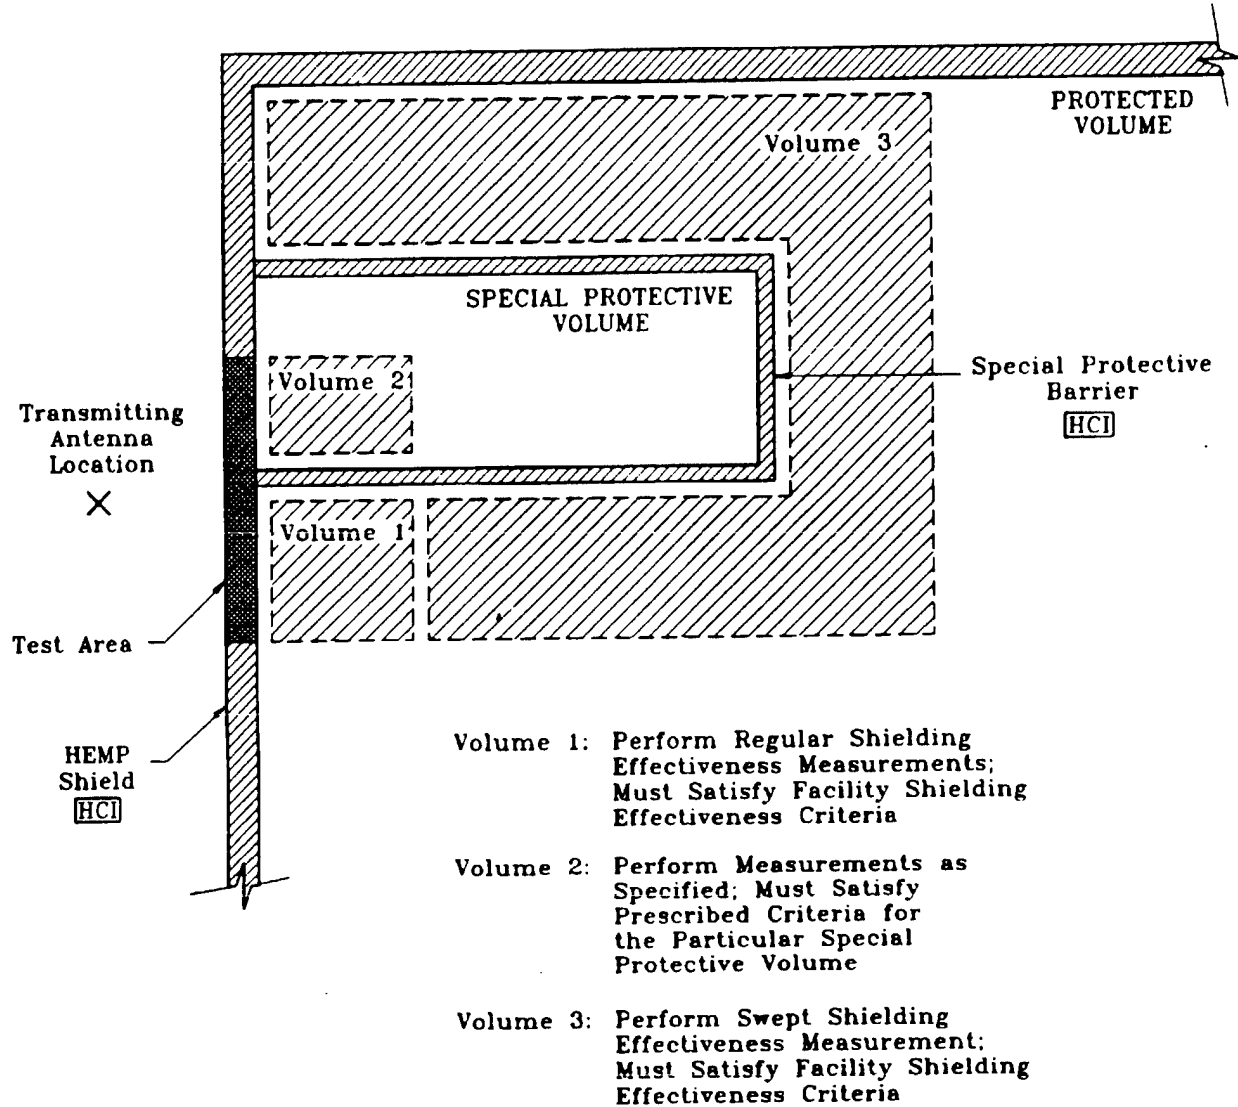 PROTECTED
VOLUME
Volume 3
SPECIAL PROTECTIVE
VOLUME
Volume 2
Special Protective
Barrier
HCI
Transmitting
Antenna
Location
Volume 1
Test Area
HEMP
Shield
HCI
Volume 1: Perform Regular Shielding
Effectiveness Measurements;
Must Satisfy Facility Shielding
Effectiveness Criteria
Volume 2: Perform Measurements as
Specified; Must Satisfy
Prescribed Criteria for
the Particular Special
Protective Volume
Volume 3: Perform Swept Shielding
Effectiveness Measurement;
Must Satisfy Facility Shielding
Effectiveness Criteria